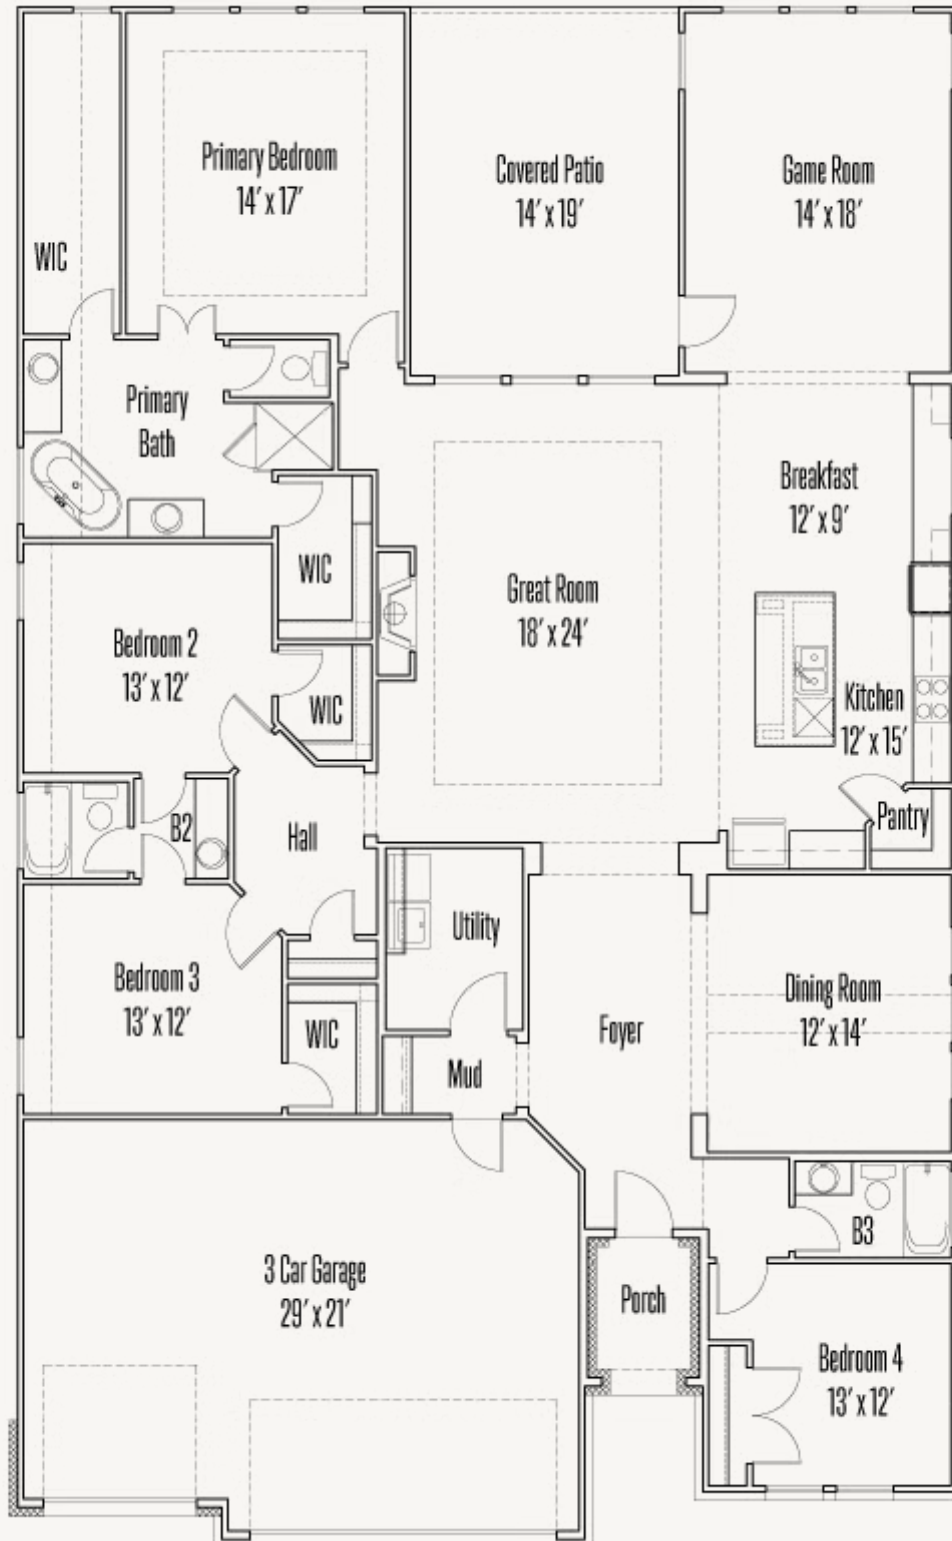 Primary Bedroom
14' x 17'
Covered Patio
14' x 19'
Game Room
14' x 18'
WIC
Primary
Bath
Breakfast
12' x 9'
WIC
Great Room
18' x 24'
Bedroom 2
13' x 12'
WIC
Kitchen
12' x 15'
B2
Hall
Pantry
Utility
Bedroom 3
13' x 12'
Dining Room
12' x 14'
WIC
Foyer
Mud
B3
3 Car Garage
29' x 21'
Porch
Bedroom 4
13' x 12'